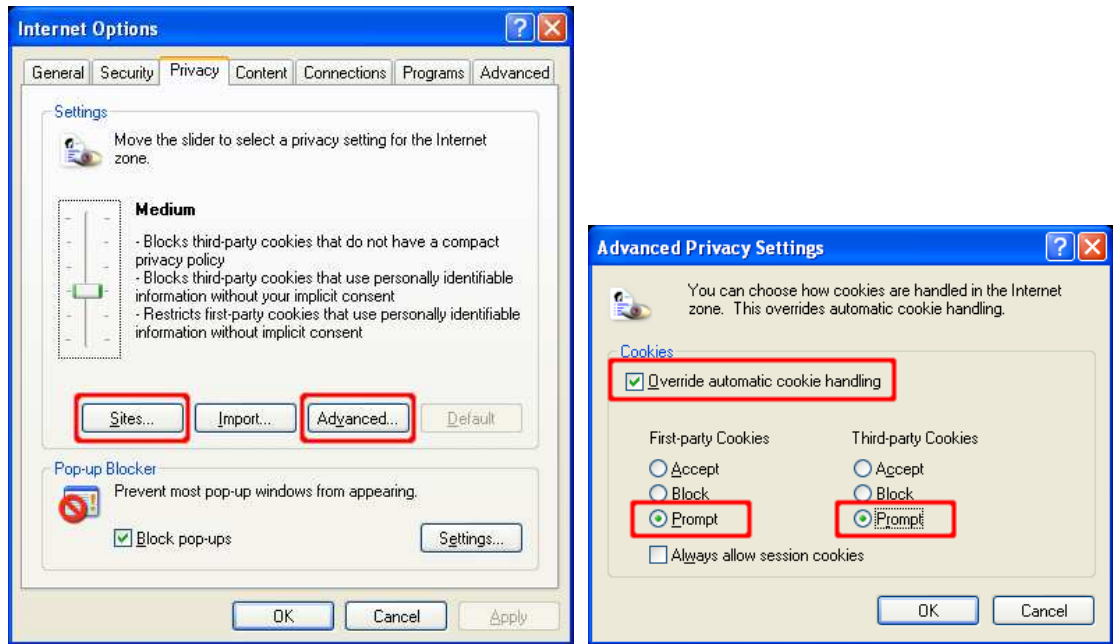 Internet Options
General Security Privacy Content Connections Programs Advanced
Settings
Move the slider to select a privacy setting for the Internet
zone.
Medium
- Blocks third-party cookies that do not have a compact
privacy policy
- Blocks third-party cookies that use personally identifiable
information without your implicit consent
- Restricts first-party cookies that use personally identifiable
information without implicit consent
Sites... Import... Advanced... Default
Pop-up Blocker
Prevent most pop-up windows from appearing.
Block pop-ups Settings...
OK Cancel Apply
Advanced Privacy Settings
You can choose how cookies are handled in the Internet
zone. This overrides automatic cookie handling.
Cookies
Override automatic cookie handling
First-party Cookies Third-party Cookies
Accept Accept
Block Block
Prompt Prompt
Always allow session cookies
OK Cancel